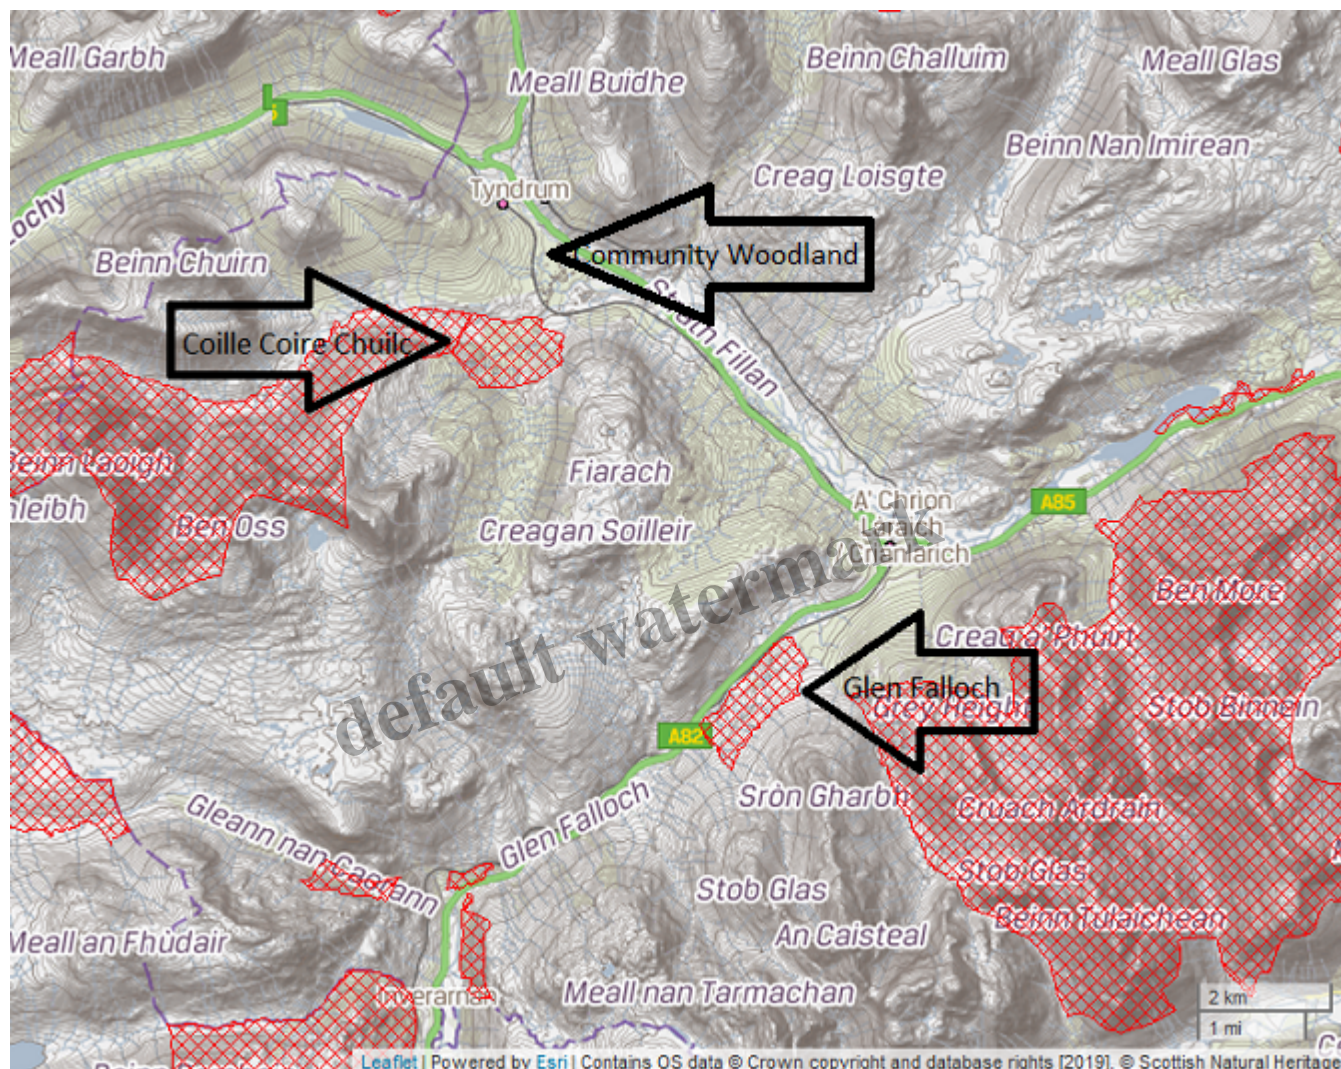 Meall Garbh
Meall Buidhe
Beinn Challuim
Meall Glas
Beinn Nan Imirean
Creag Loisgte
Tyndrum
Lochy
Beinn Chuirn
Community Woodland
Strath Fillan
Coille Coire Chuilc
Beinn Laoigh
hleibh
Ben Oss
Fiarach
Creagan Soilleir
A' Chrion
Laraich
/ Crianlarich
A85
Ben More
Creag a' Phuirt
Glen Falloch
Grey Height
Stob Binnein
default watermark
A82
Sròn Gharbh
Cruach Ardrain
Glen Falloch
Gleann nan Caorann
Stob Glas
Stob Glas
Beinn Tulaichean
An Caisteal
Meall an Fhùdair
Meall nan Tarmachan
Inverarnan
2 km
1 mi
Leaflet | Powered by Esri | Contains OS data © Crown copyright and database rights [2019], © Scottish Natural Heritage